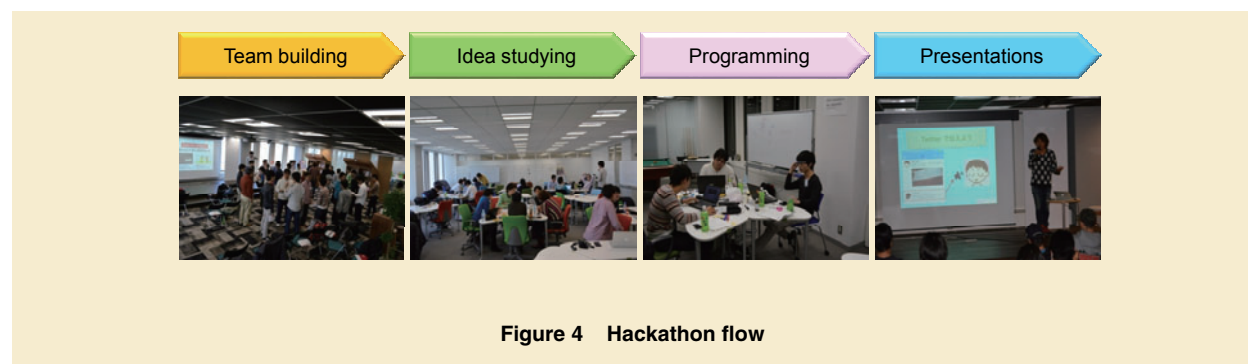 Team building
Idea studying
Programming
Presentations
Figure 4 Hackathon flow